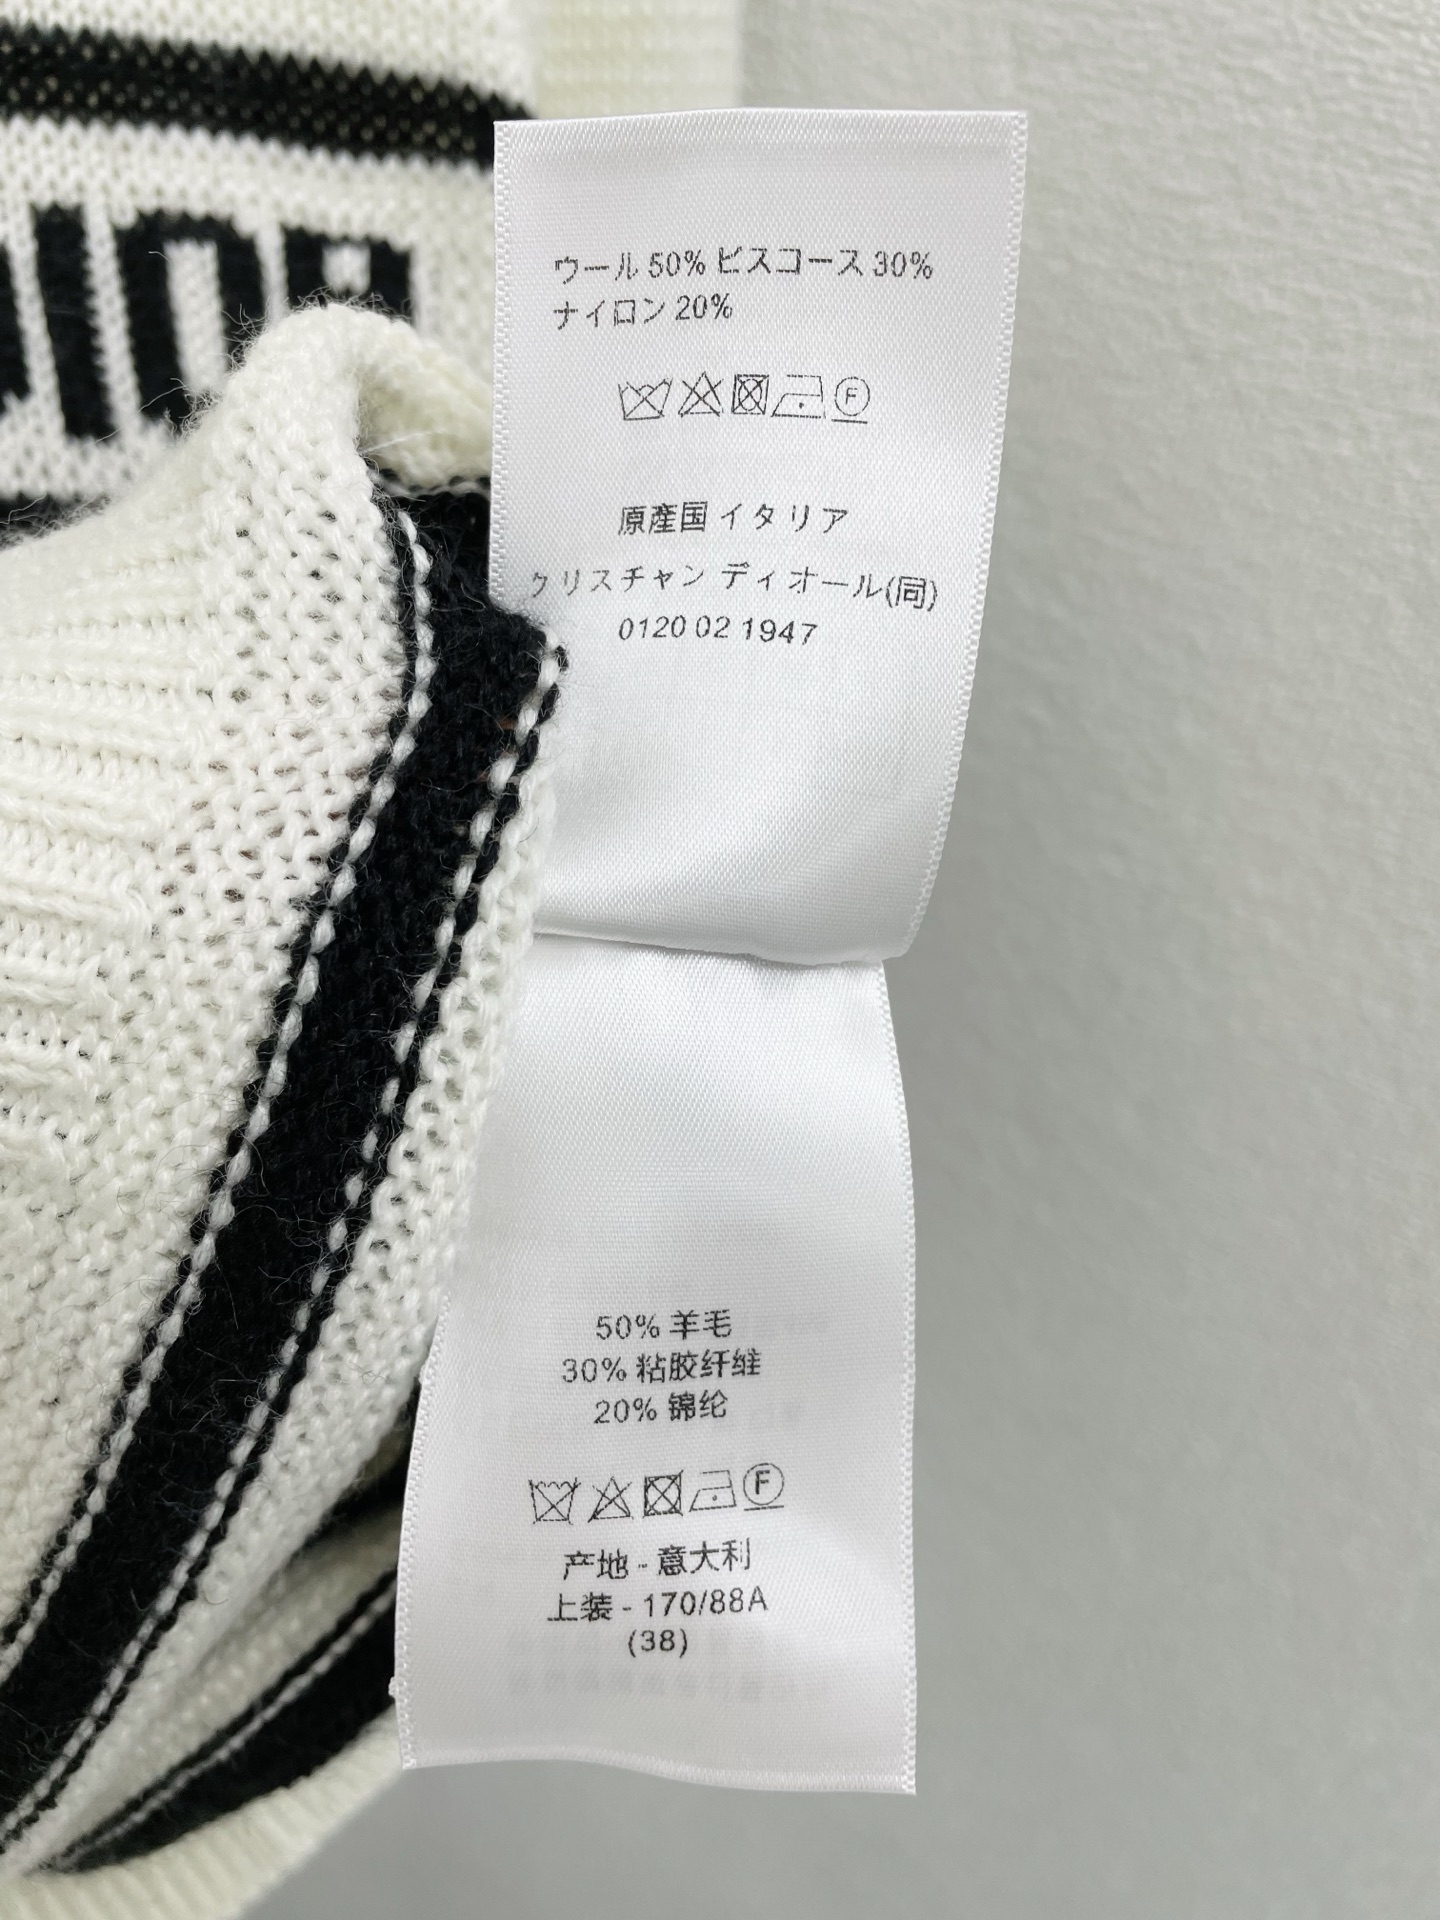 ウール 50% ビスコース 30%
ナイロン 20%
F
原産国 イタリア
クリスチャン ディオール(同)
0120 02 1947
50% 羊毛
30% 粘胶纤维
20% 锦纶
F
产地 - 意大利
上装 - 170/88A
(38)